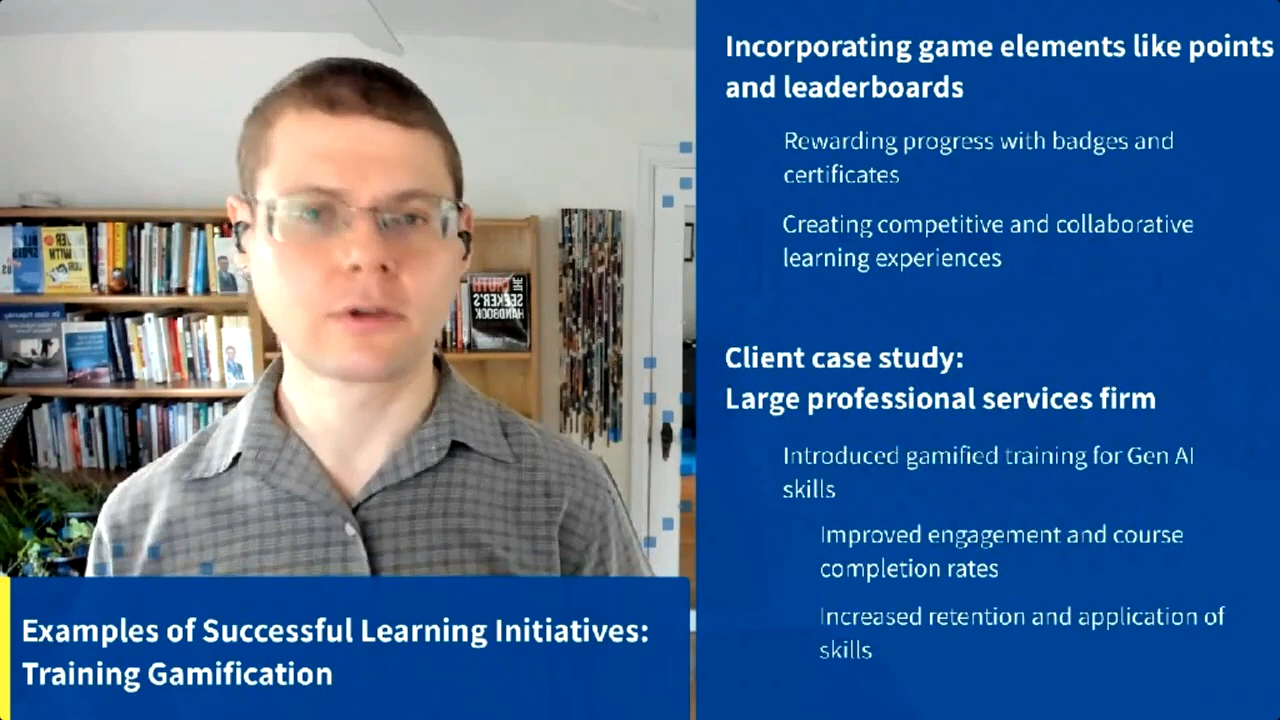 Incorporating game elements like points
and leaderboards
Rewarding progress with badges and
certificates
Creating competitive and collaborative
learning experiences
Client case study:
Large professional services firm
Introduced gamified training for Gen AI
skills
Improved engagement and course
completion rates
Increased retention and application of
skills
THE
TRUTH
SEEKER'S
HANDBOOK
Examples of Successful Learning Initiatives:
Training Gamification